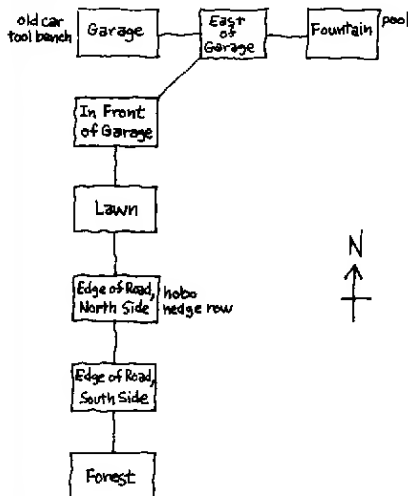 old car
tool bench
Garage
East
of
Garage
Fountain
pool
In Front
of Garage
Lawn
N
Edge of Road,
North Side
hobo
hedge row
Edge of Road,
South Side
Forest